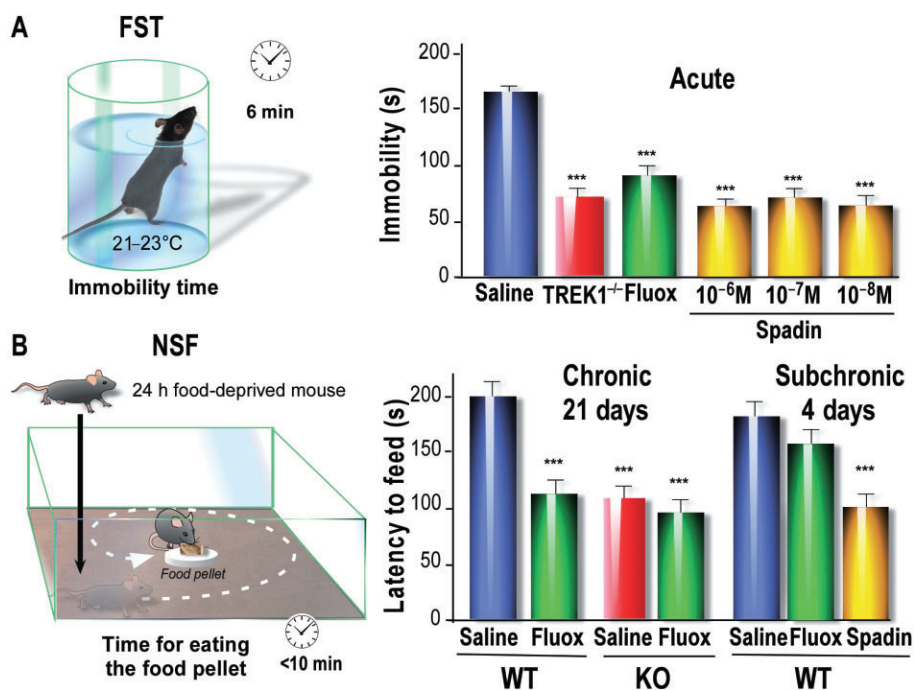 A
FST
6 min
21–23°C
Immobility time
Immobility (s)
200
150
100
50
0
Acute
***
***
***
***
***
Saline
TREK1⁻/⁻
Fluox
10⁻⁶M
10⁻⁷M
10⁻⁸M
Spadin
B
NSF
24 h food-deprived mouse
Food pellet
Time for eating
the food pellet
<10 min
Latency to feed (s)
200
150
100
50
0
Chronic
21 days
Subchronic
4 days
***
***
***
***
Saline
Fluox
Saline
Fluox
Saline
Fluox
Spadin
WT
KO
WT